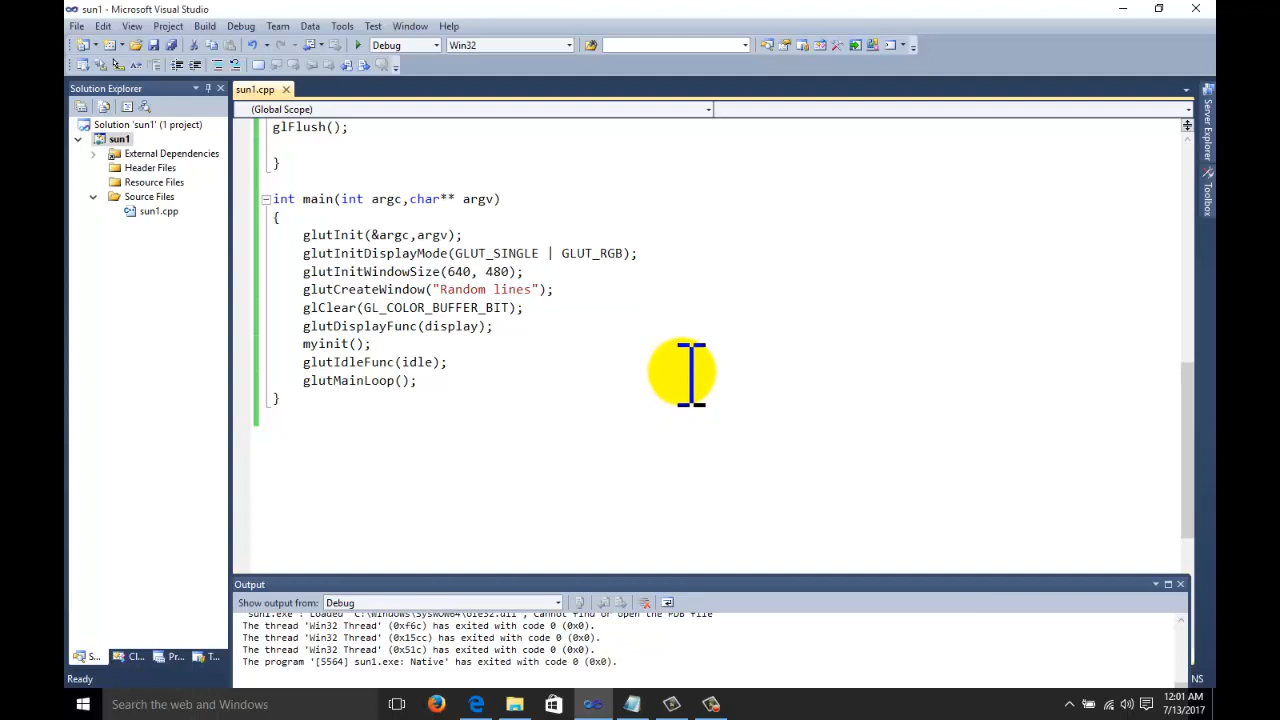 sun1 - Microsoft Visual Studio
File Edit View Project Build Debug Team Data Tools Test Window Help
Debug Win32
Solution Explorer
sun1.cpp
(Global Scope)
Solution 'sun1' (1 project)
sun1
External Dependencies
Header Files
Resource Files
Source Files
sun1.cpp
glFlush();
}
int main(int argc,char** argv)
{
glutInit(&argc,argv);
glutInitDisplayMode(GLUT_SINGLE | GLUT_RGB);
glutInitWindowSize(640, 480);
glutCreateWindow("Random lines");
glClear(GL_COLOR_BUFFER_BIT);
glutDisplayFunc(display);
myinit();
glutIdleFunc(idle);
glutMainLoop();
}
Server Explorer
Toolbox
Output
Show output from: Debug
The thread 'Win32 Thread' (0xf6c) has exited with code 0 (0x0).
The thread 'Win32 Thread' (0x15cc) has exited with code 0 (0x0).
The thread 'Win32 Thread' (0x51c) has exited with code 0 (0x0).
The program '[5564] sun1.exe: Native' has exited with code 0 (0x0).
S... Cl... Pr... T...
Ready
NS
Search the web and Windows
12:01 AM
7/13/2017